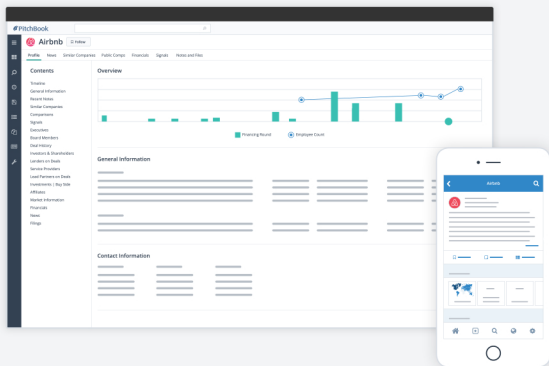 PitchBook
Airbnb
Follow
Profile News Similar Companies Public Comps Financials Signals Notes and Files
Contents
Timeline
General Information
Recent Notes
Similar Companies
Comparisons
Signals
Executives
Board Members
Deal History
Investors & Shareholders
Lenders on Deals
Service Providers
Lead Partners on Deals
Investments / Buy Side
Affiliates
Market Information
Financials
News
Filings
Overview
Financing Round Employee Count
General Information
Contact Information
Airbnb